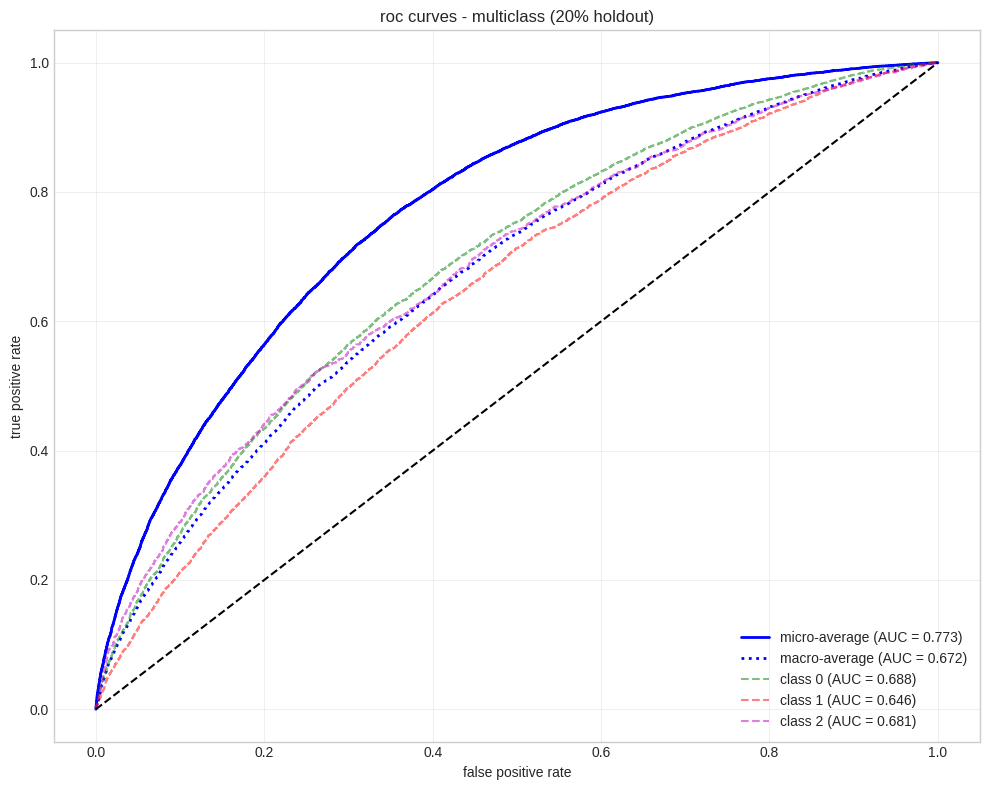 roc curves - multiclass (20% holdout)
1.0
0.8
0.6
0.4
0.2
0.0
true positive rate
0.0 0.2 0.4 0.6 0.8 1.0
false positive rate
micro-average (AUC = 0.773)
macro-average (AUC = 0.672)
class 0 (AUC = 0.688)
class 1 (AUC = 0.646)
class 2 (AUC = 0.681)